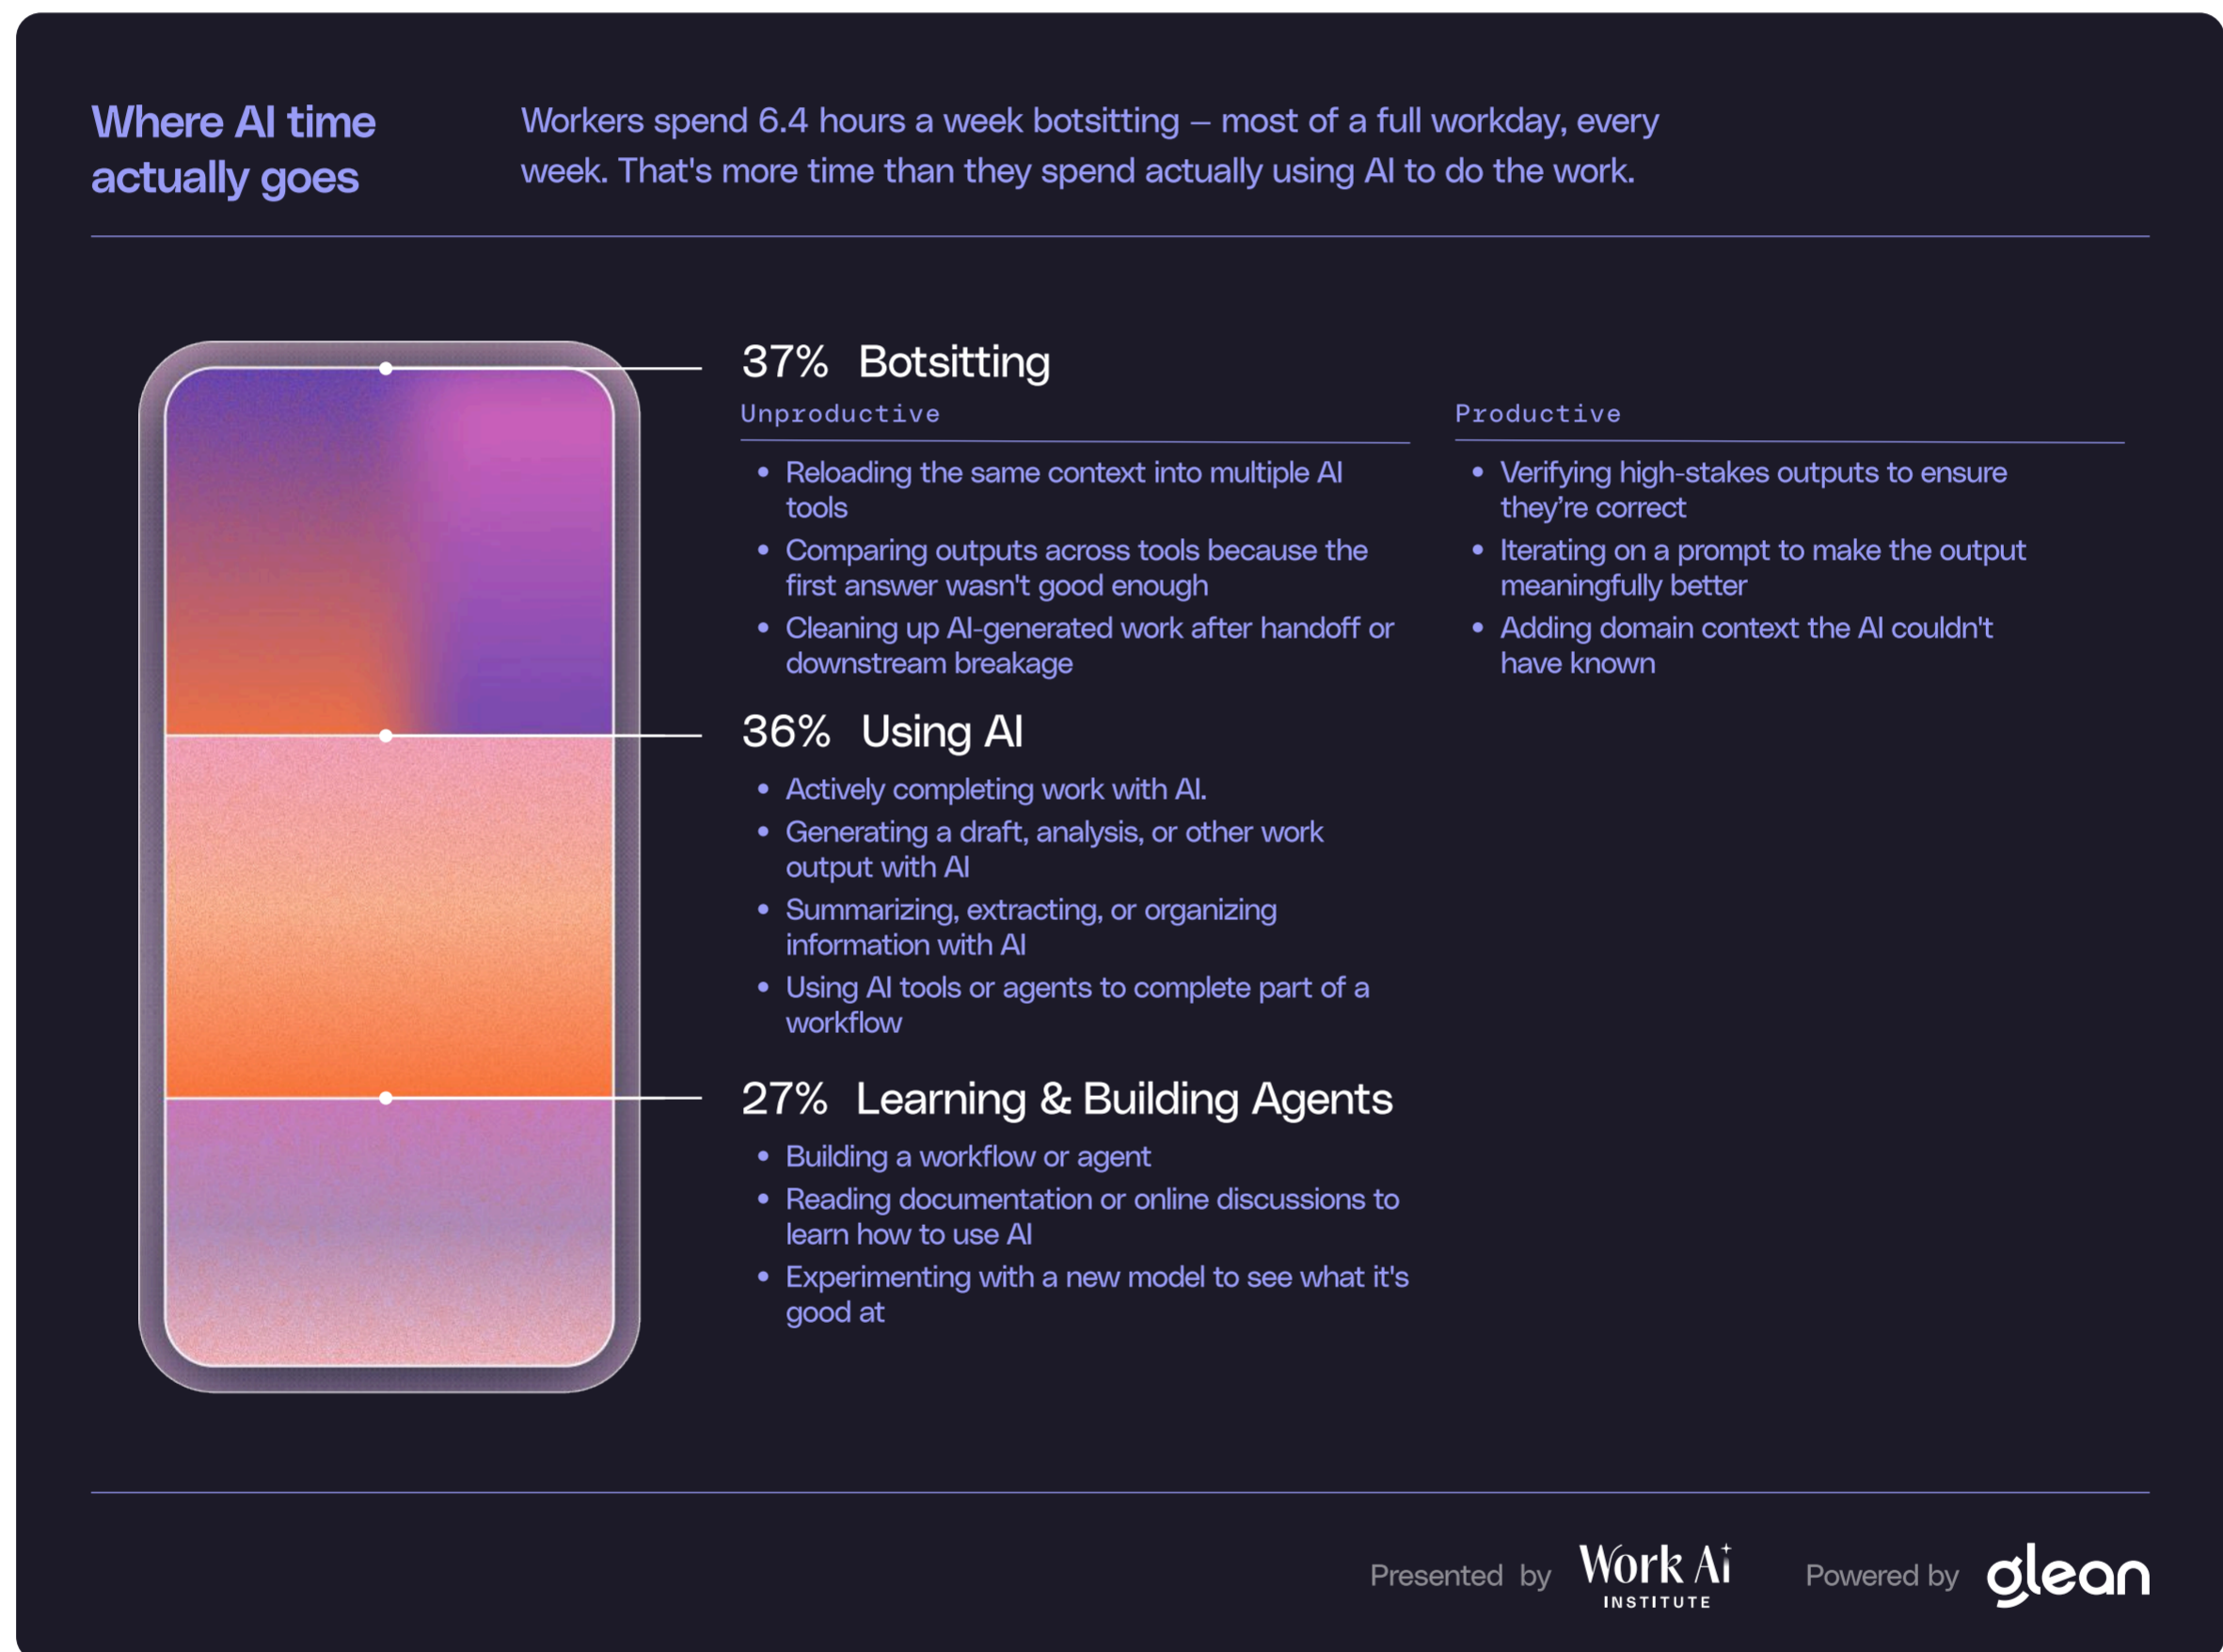 Where AI time
actually goes
Workers spend 6.4 hours a week botsitting – most of a full workday, every
week. That's more time than they spend actually using AI to do the work.
37% Botsitting
Unproductive
• Reloading the same context into multiple AI
tools
• Comparing outputs across tools because the
first answer wasn't good enough
• Cleaning up AI-generated work after handoff or
downstream breakage
Productive
• Verifying high-stakes outputs to ensure
they’re correct
• Iterating on a prompt to make the output
meaningfully better
• Adding domain context the AI couldn't
have known
36% Using AI
• Actively completing work with AI.
• Generating a draft, analysis, or other work
output with AI
• Summarizing, extracting, or organizing
information with AI
• Using AI tools or agents to complete part of a
workflow
27% Learning & Building Agents
• Building a workflow or agent
• Reading documentation or online discussions to
learn how to use AI
• Experimenting with a new model to see what it's
good at
Presented by Work Ai
INSTITUTE
Powered by glean